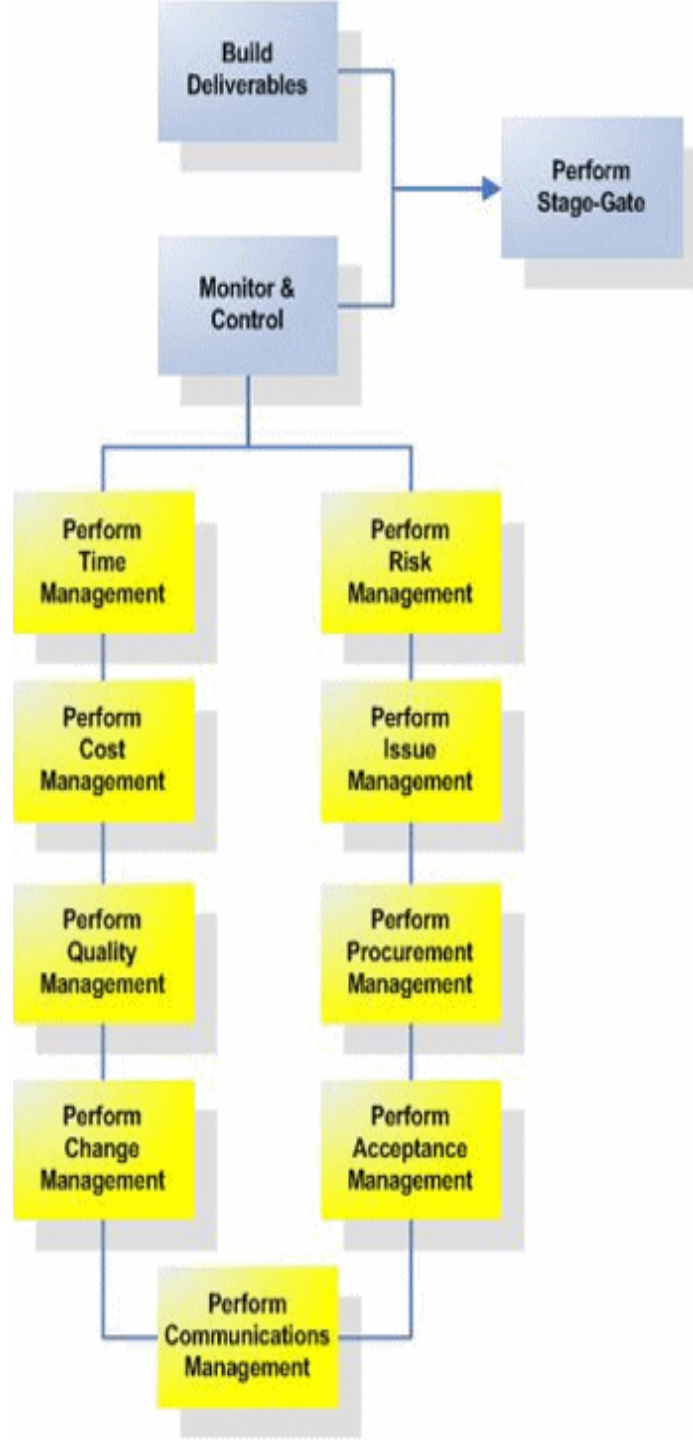 Build
Deliverables
Perform
Stage-Gate
Monitor &
Control
Perform
Time
Management
Perform
Risk
Management
Perform
Cost
Management
Perform
Issue
Management
Perform
Quality
Management
Perform
Procurement
Management
Perform
Change
Management
Perform
Acceptance
Management
Perform
Communications
Management